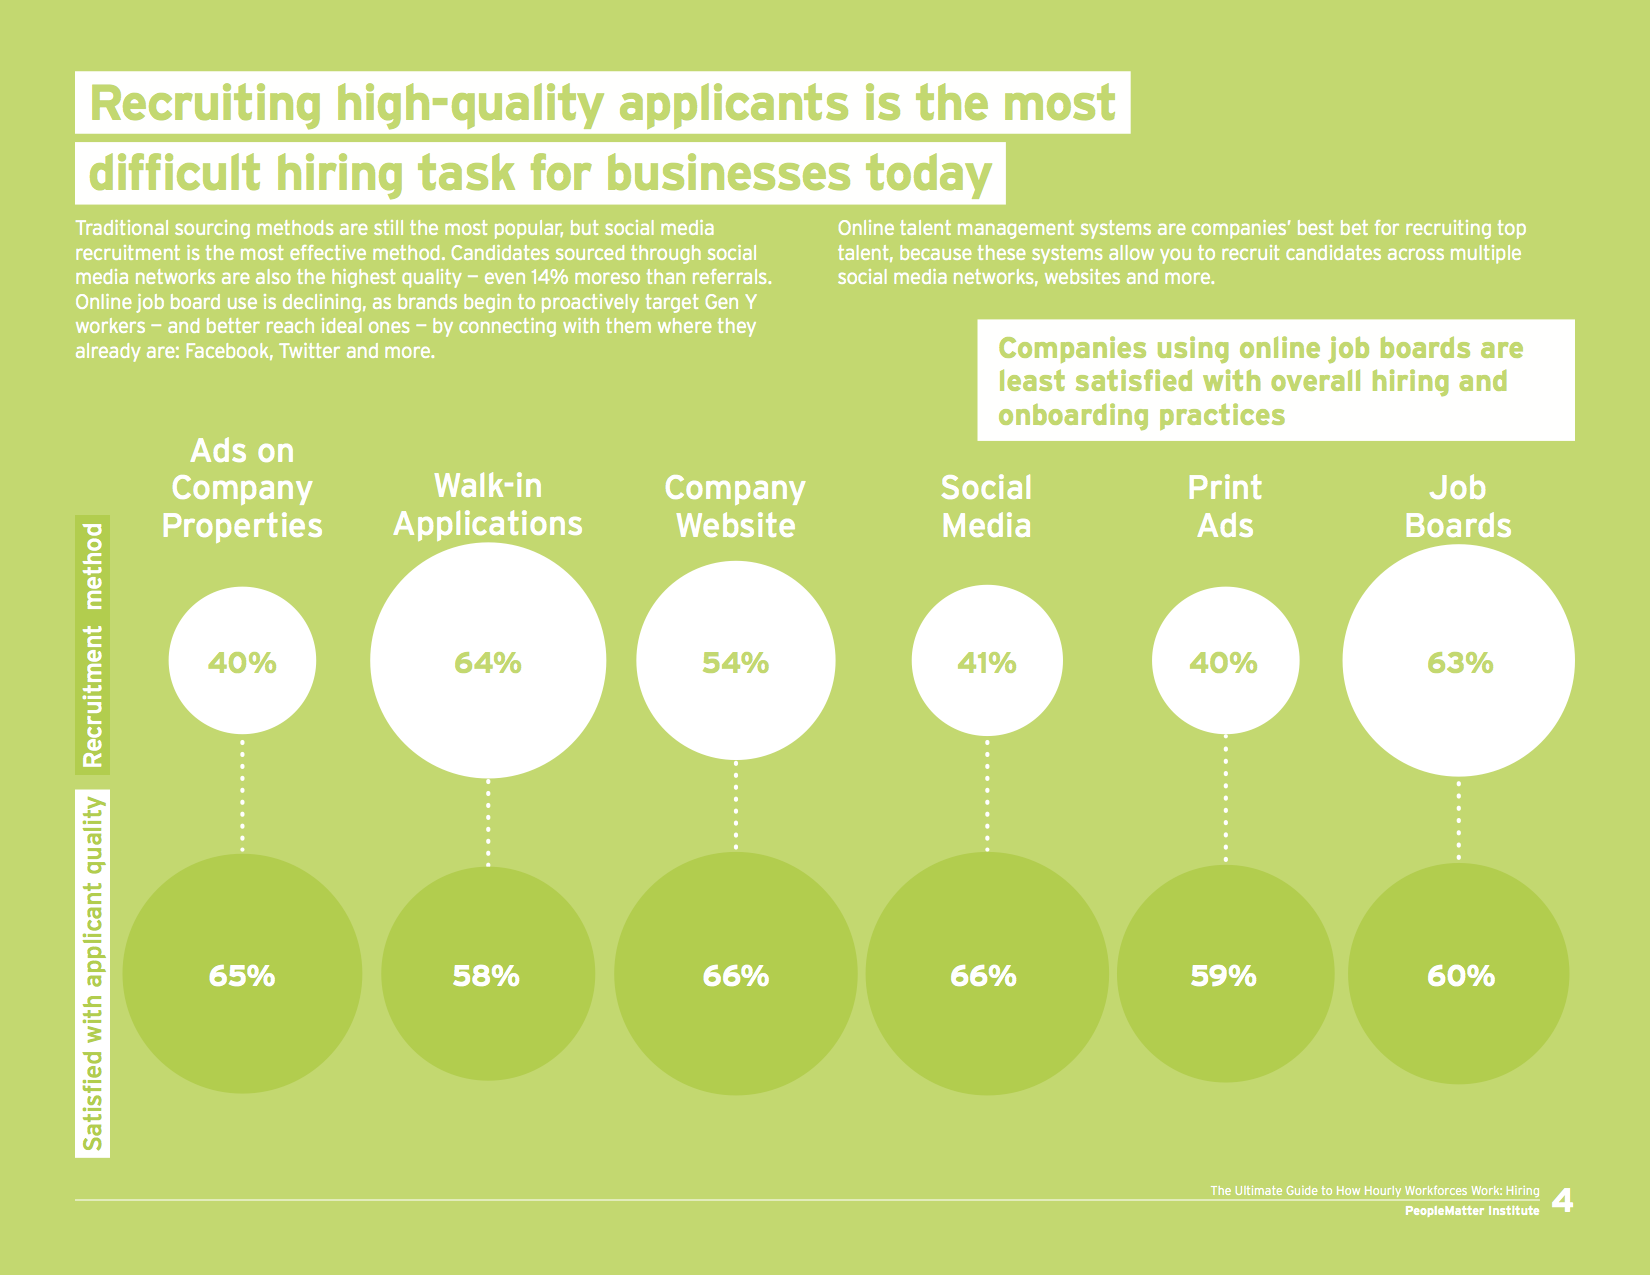 Recruiting high-quality applicants is the most
difficult hiring task for businesses today
Traditional sourcing methods are still the most popular, but social media
recruitment is the most effective method. Candidates sourced through social
media networks are also the highest quality – even 14% moreso than referrals.
Online job board use is declining, as brands begin to proactively target Gen Y
workers – and better reach ideal ones – by connecting with them where they
already are: Facebook, Twitter and more.
Online talent management systems are companies’ best bet for recruiting top
talent, because these systems allow you to recruit candidates across multiple
social media networks, websites and more.
Companies using online job boards are
least satisfied with overall hiring and
onboarding practices
Ads on
Company
Properties
Walk-in
Applications
Company
Website
Social
Media
Print
Ads
Job
Boards
Recruitment method
40%
64%
54%
41%
40%
63%
Satisfied with applicant quality
65%
58%
66%
66%
59%
60%
The Ultimate Guide to How Hourly Workforces Work: Hiring
PeopleMatter Institute
4